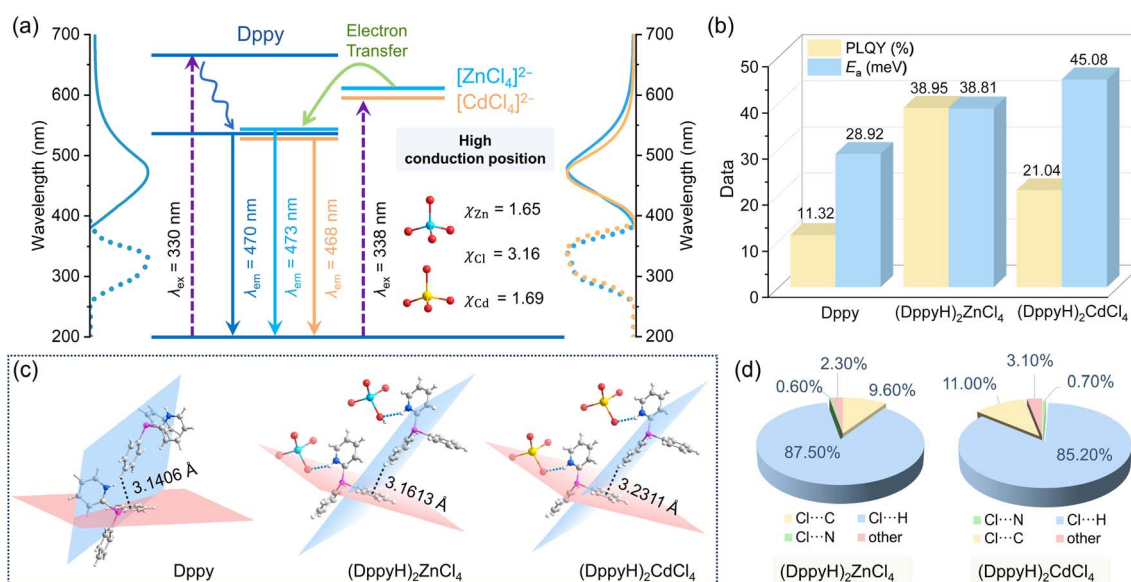 (a)
Wavelength (nm)
700
600
500
400
300
200
Dppy
Electron
Transfer
[ZnCl₄]²⁻
[CdCl₄]²⁻
High
conduction position
χZn = 1.65
χCl = 3.16
χCd = 1.69
λex = 330 nm
λem = 470 nm
λem = 473 nm
λem = 468 nm
λex = 338 nm
700
600
500
400
300
200
Wavelength (nm)
(b)
PLQY (%)
Eₐ (meV)
Data
50
40
30
20
10
0
11.32
28.92
38.95
38.81
21.04
45.08
Dppy
(DppyH)₂ZnCl₄
(DppyH)₂CdCl₄
(c)
3.1406 Å
3.1613 Å
3.2311 Å
Dppy
(DppyH)₂ZnCl₄
(DppyH)₂CdCl₄
(d)
2.30%
0.60%
9.60%
87.50%
Cl···C
Cl···H
Cl···N
other
(DppyH)₂ZnCl₄
3.10%
11.00%
0.70%
85.20%
Cl···N
Cl···H
Cl···C
other
(DppyH)₂CdCl₄